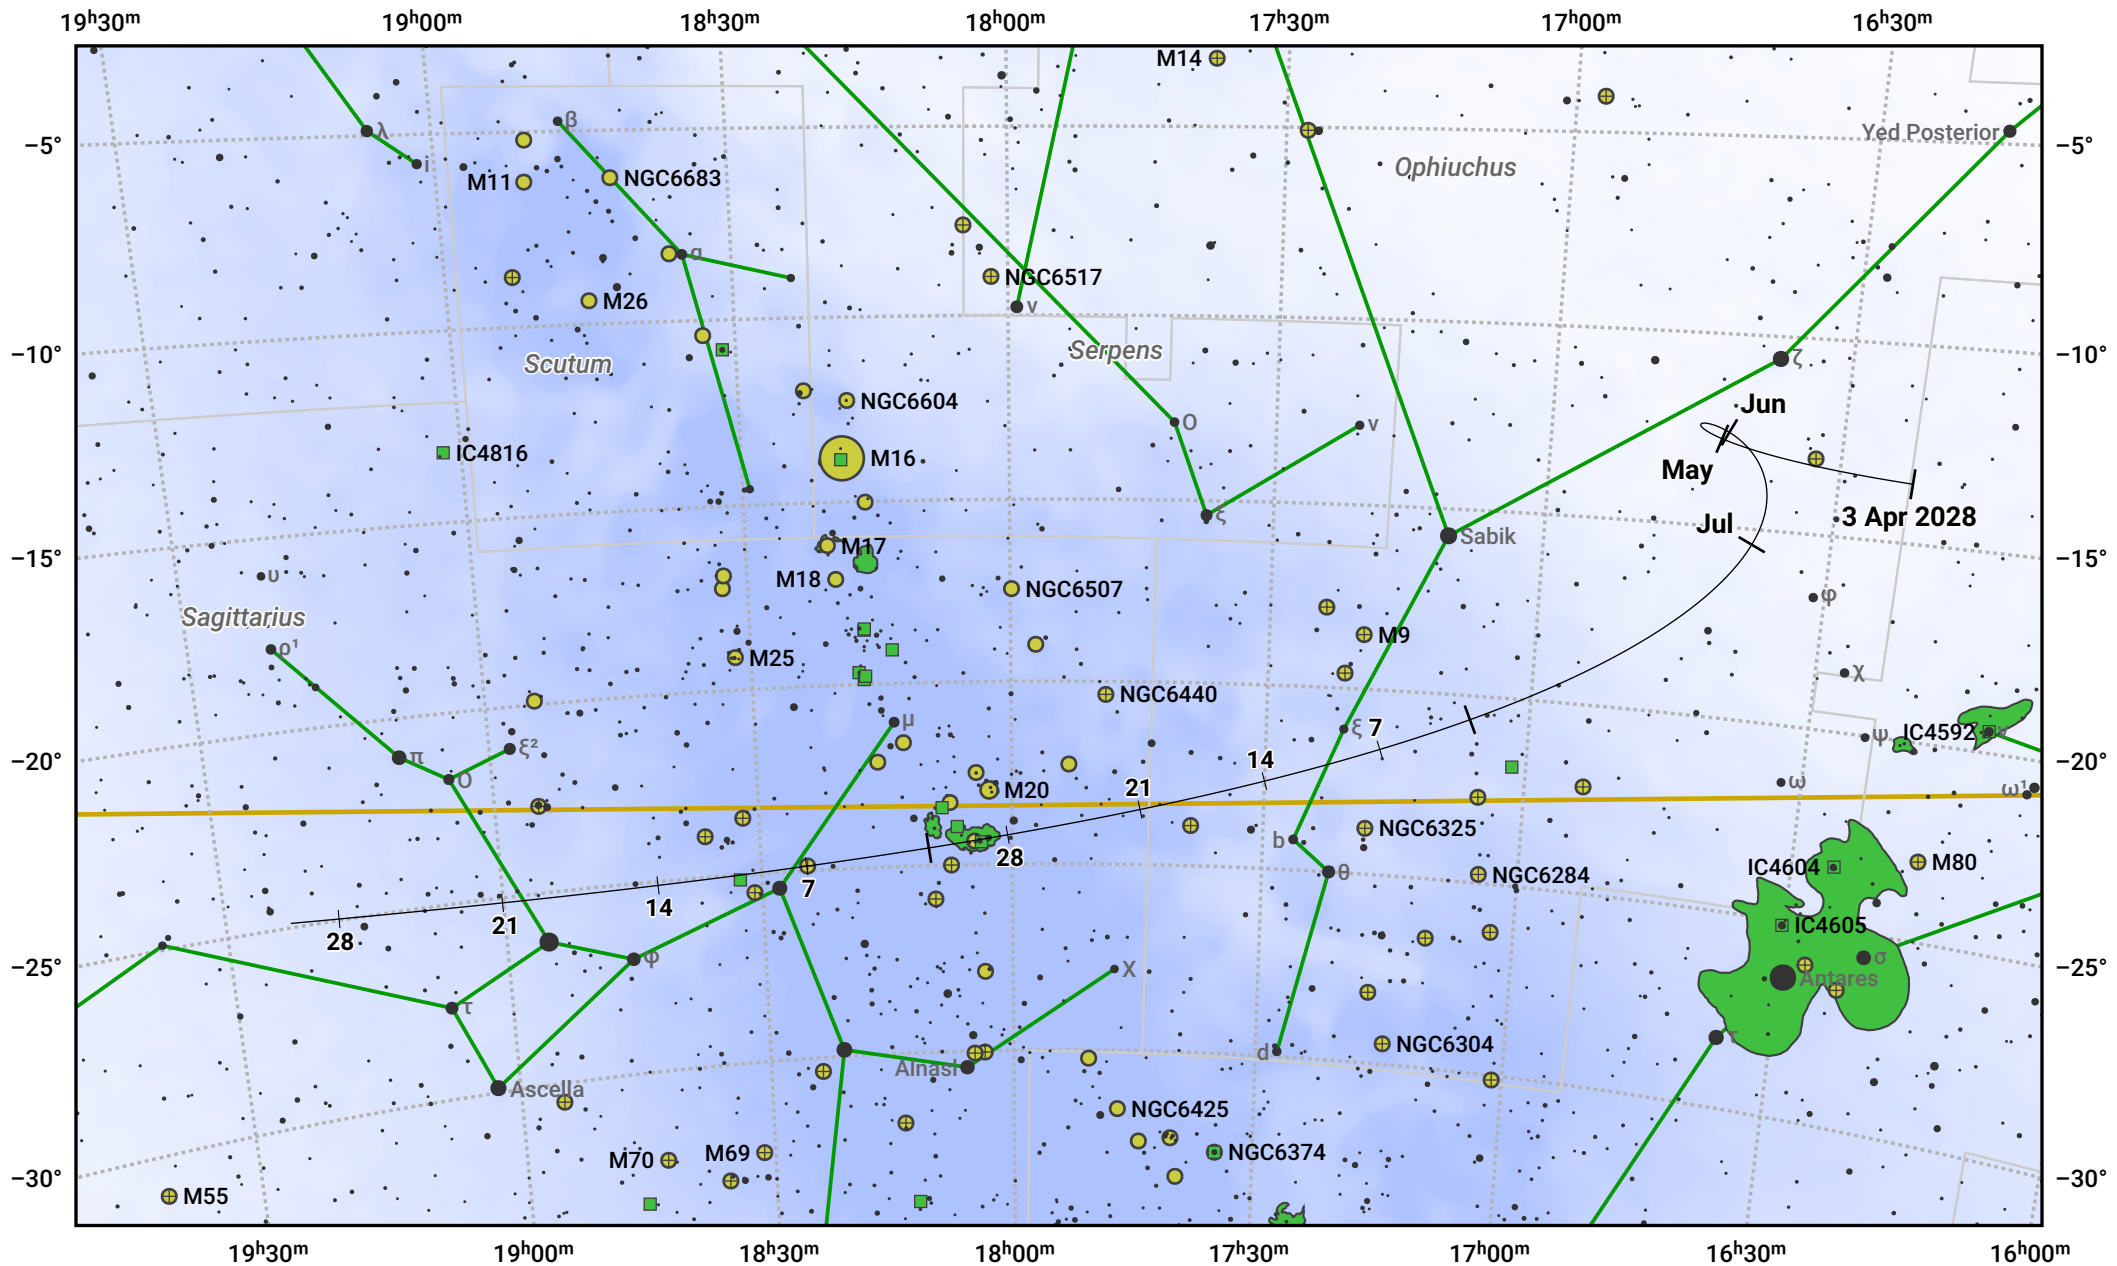 19ʰ30ᵐ 19ʰ00ᵐ 18ʰ30ᵐ 18ʰ00ᵐ 17ʰ30ᵐ 17ʰ00ᵐ 16ʰ30ᵐ
M14
λ β Yed Posterior
−5° −5°
i
M11 NGC6683 Ophiuchus
α
NGC6517
M26 ν
−10° Scutum Serpens ζ −10°
NGC6604 Jun
ο ν
IC4816 M16 May
ς 3 Apr 2028
Jul
Sabik
M17
−15° −15°
υ M18 NGC6507 φ
Sagittarius
M9
ο¹ M25
χ
NGC6440
μ ξ 7
ξ² ψ IC4592 ν
π 14
−20° −20°
ο 21 M20 ω ω¹
NGC6325
b
28 M80
θ NGC6284 IC4604
7
14
21 IC4605
28
φ σ
−25° χ −25°
Antares
τ
NGC6304 τ
d
Alnasl
Ascella
NGC6425
M70 M69 NGC6374
−30° −30°
M55
19ʰ30ᵐ 19ʰ00ᵐ 18ʰ30ᵐ 18ʰ00ᵐ 17ʰ30ᵐ 17ʰ00ᵐ 16ʰ30ᵐ 16ʰ00ᵐ